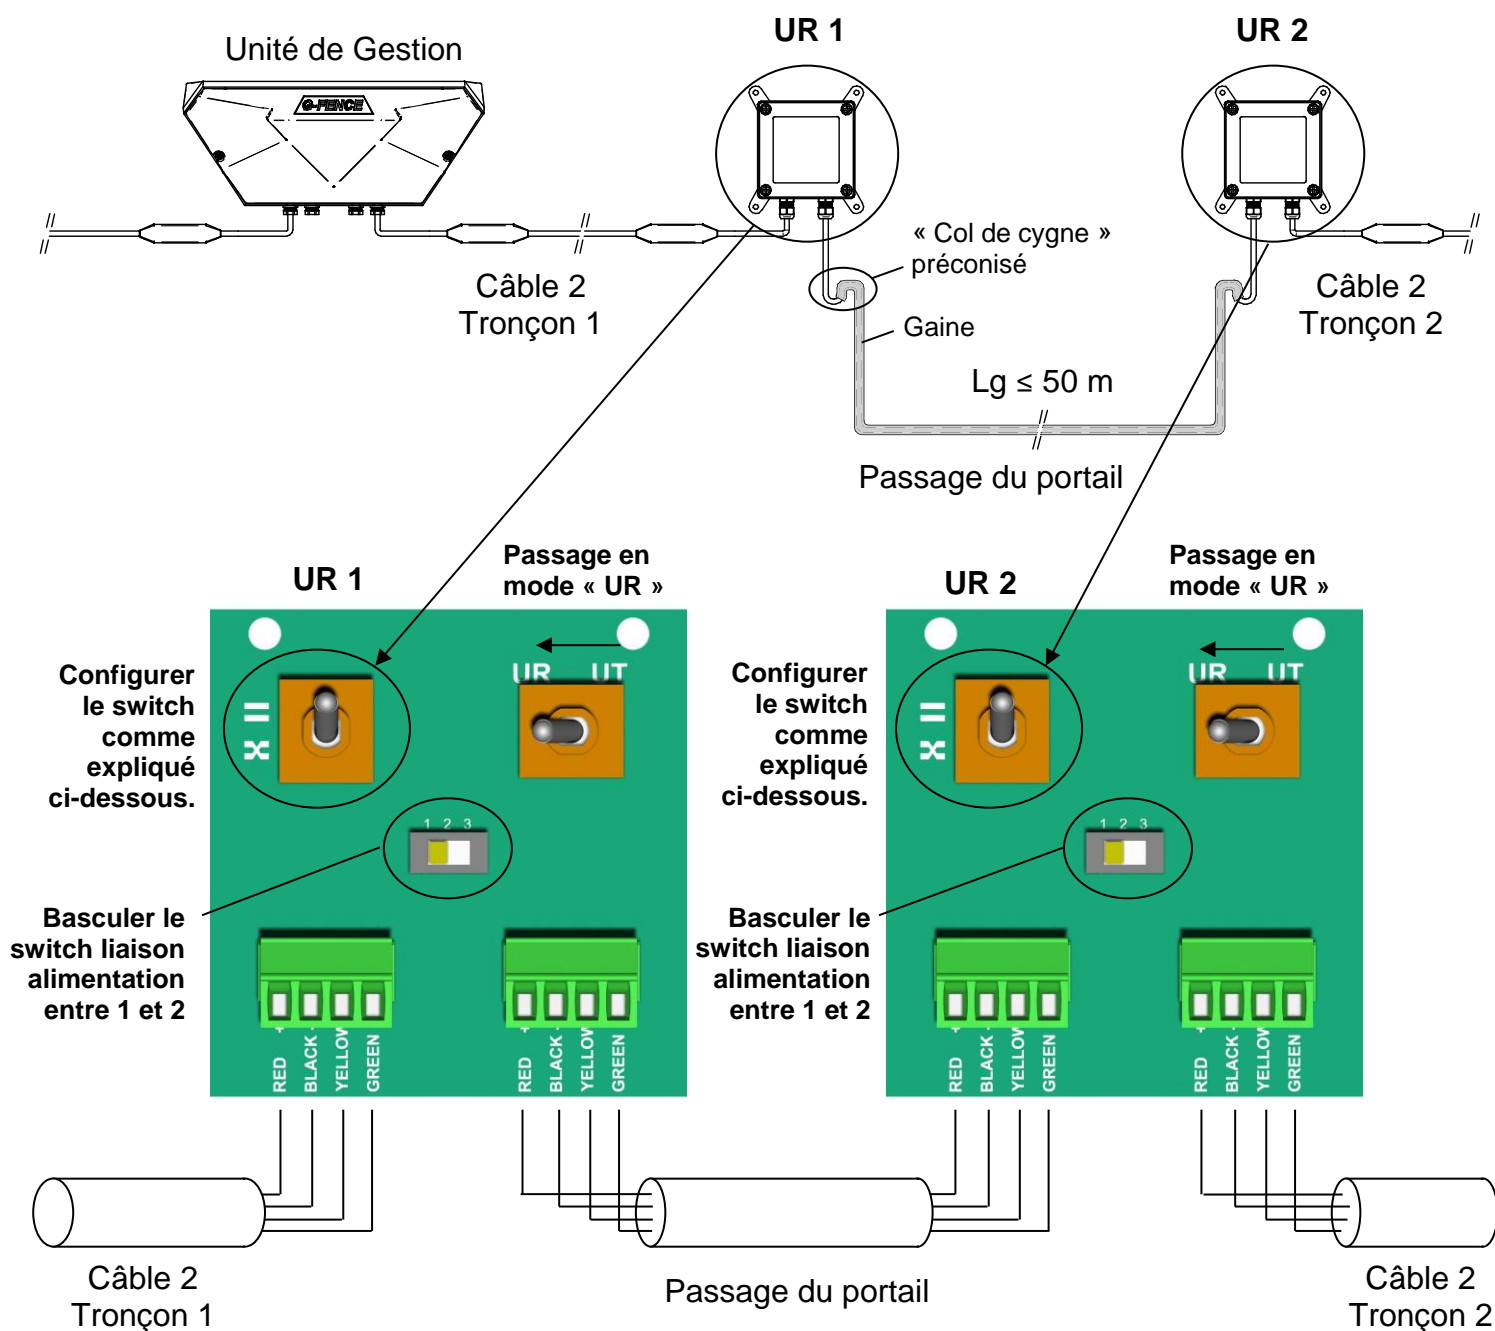 UR 1
UR 2
Unité de Gestion
G-FENCE
« Col de cygne »
préconisé
Câble 2
Tronçon 1
Gaine
Câble 2
Tronçon 2
Lg ≤ 50 m
Passage du portail
UR 1
Passage en
mode « UR »
UR 2
Passage en
mode « UR »
Configurer
le switch
comme
expliqué
ci-dessous.
UR UT
=
X
1 2 3
Configurer
le switch
comme
expliqué
ci-dessous.
UR UT
=
X
1 2 3
Basculer le
switch liaison
alimentation
entre 1 et 2
Basculer le
switch liaison
alimentation
entre 1 et 2
RED +
BLACK -
YELLOW
GREEN
RED +
BLACK -
YELLOW
GREEN
RED +
BLACK -
YELLOW
GREEN
RED +
BLACK -
YELLOW
GREEN
Câble 2
Tronçon 1
Passage du portail
Câble 2
Tronçon 2